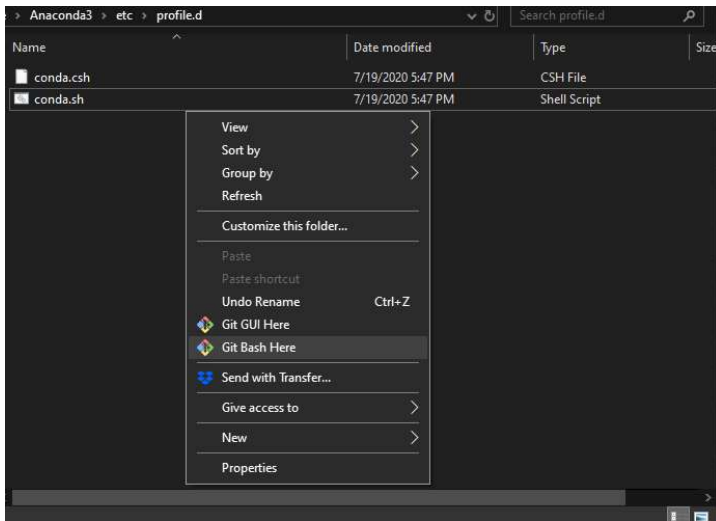 > Anaconda3 > etc > profile.d
Search profile.d
Name Date modified Type Size
conda.csh 7/19/2020 5:47 PM CSH File
conda.sh 7/19/2020 5:47 PM Shell Script
View
Sort by
Group by
Refresh
Customize this folder...
Paste
Paste shortcut
Undo Rename Ctrl+Z
Git GUI Here
Git Bash Here
Send with Transfer...
Give access to
New
Properties